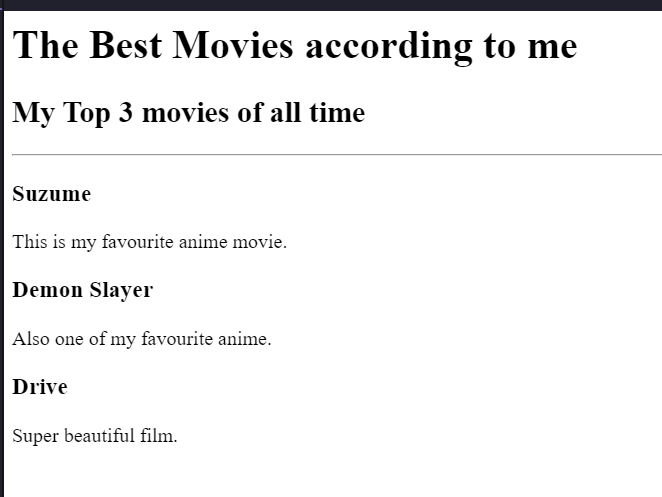 The Best Movies according to me
My Top 3 movies of all time
Suzume
This is my favourite anime movie.
Demon Slayer
Also one of my favourite anime.
Drive
Super beautiful film.